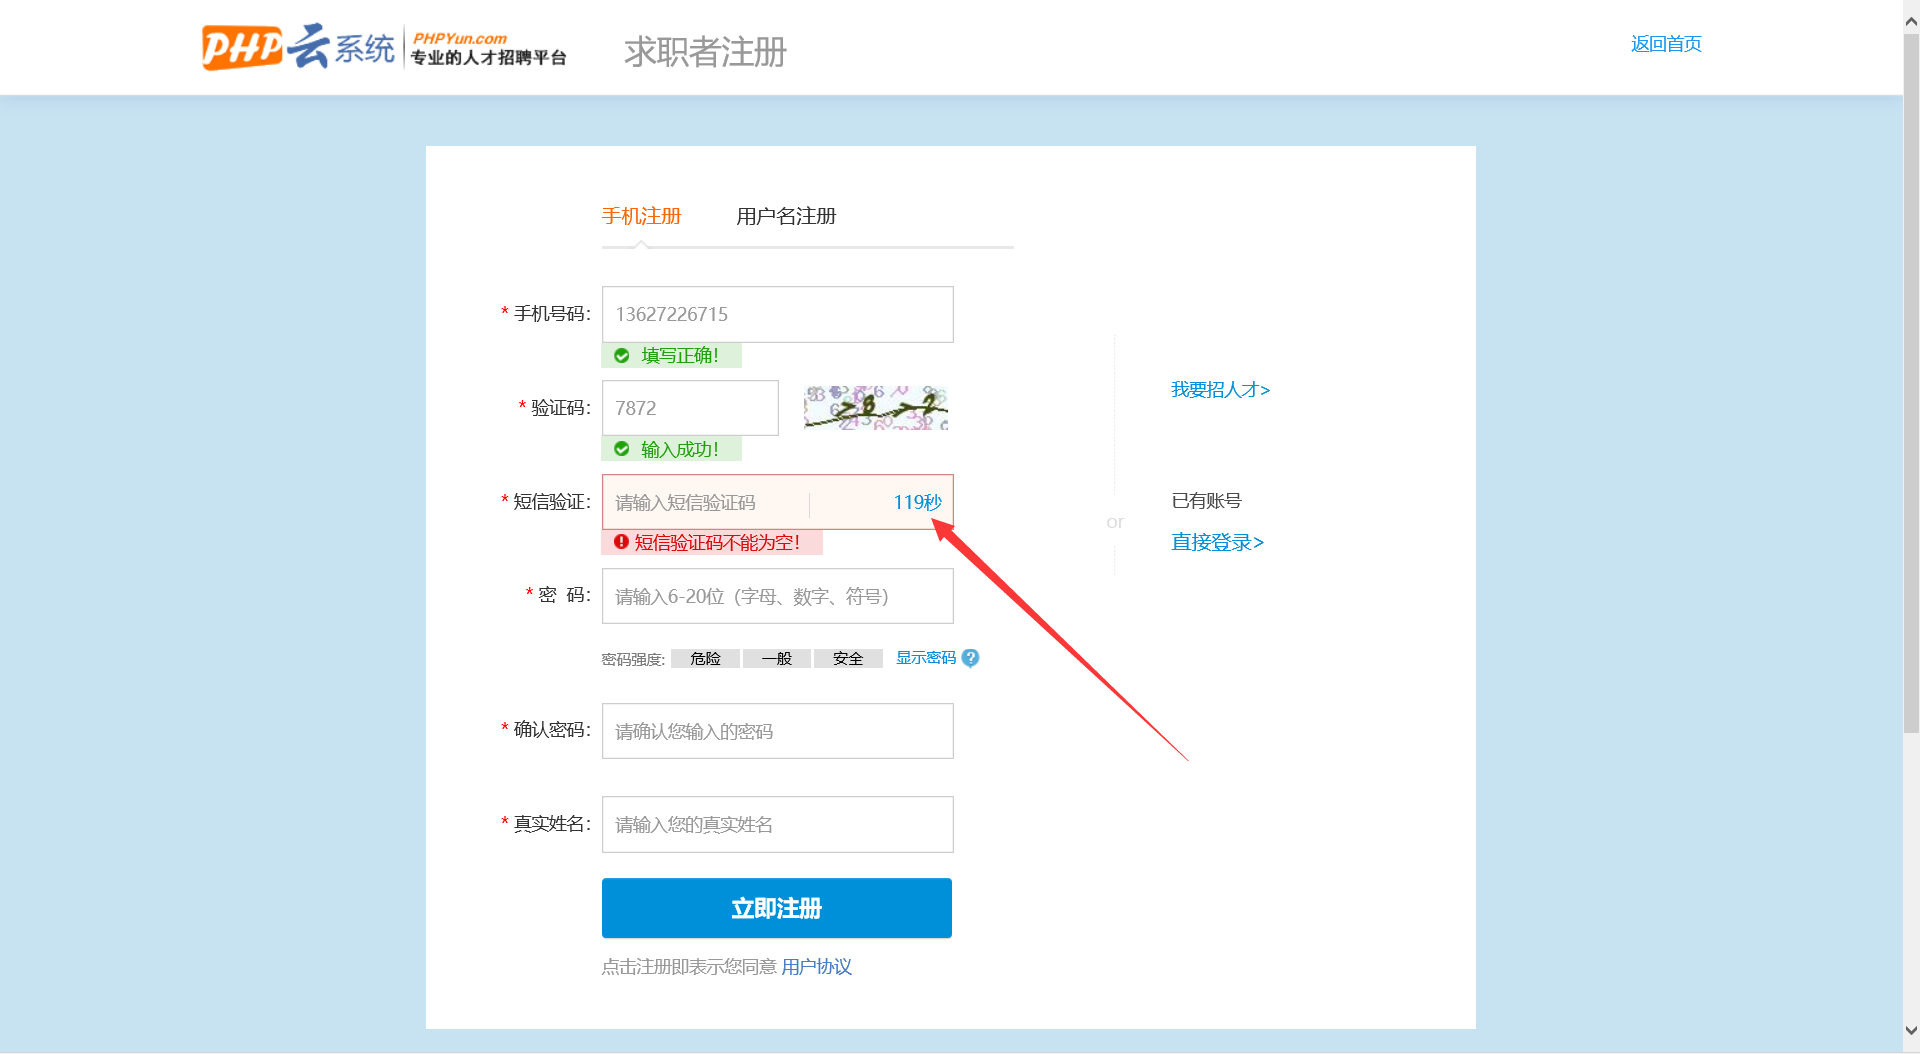 PHP云系统 PHPYun.com
专业的人才招聘平台
求职者注册
返回首页
手机注册 用户名注册
* 手机号码： 13627226715
填写正确！
* 验证码： 7872
输入成功！
* 短信验证： 请输入短信验证码 119秒
短信验证码不能为空！
* 密 码： 请输入6-20位（字母、数字、符号）
密码强度: 危险 一般 安全 显示密码 ?
* 确认密码： 请确认您输入的密码
* 真实姓名： 请输入您的真实姓名
立即注册
点击注册即表示您同意 用户协议
我要招人才>
or
已有账号
直接登录>